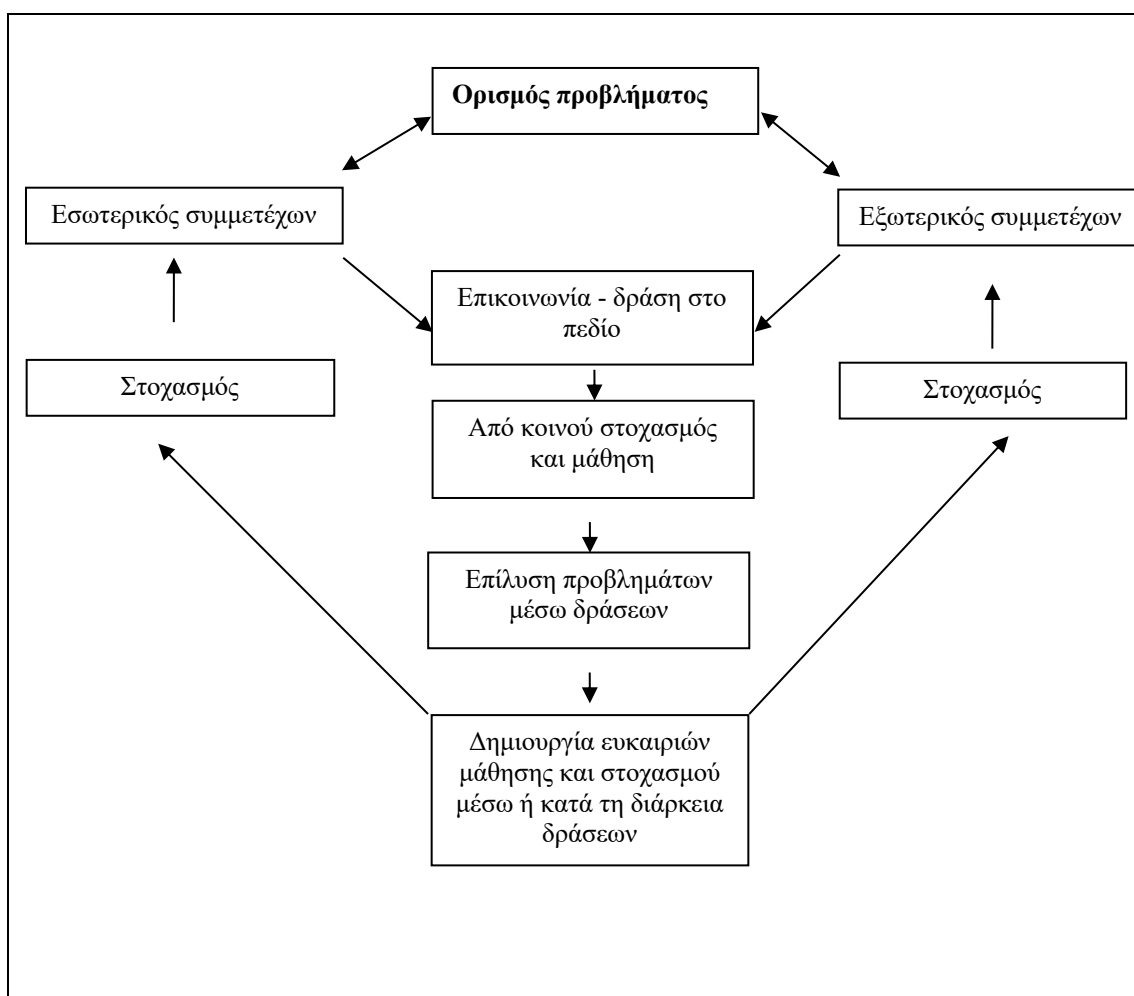 Ορισμός προβλήματος
Εσωτερικός συμμετέχων
Εξωτερικός συμμετέχων
Επικοινωνία - δράση στο
πεδίο
Στοχασμός
Στοχασμός
Από κοινού στοχασμός
και μάθηση
Επίλυση προβλημάτων
μέσω δράσεων
Δημιουργία ευκαιριών
μάθησης και στοχασμού
μέσω ή κατά τη διάρκεια
δράσεων